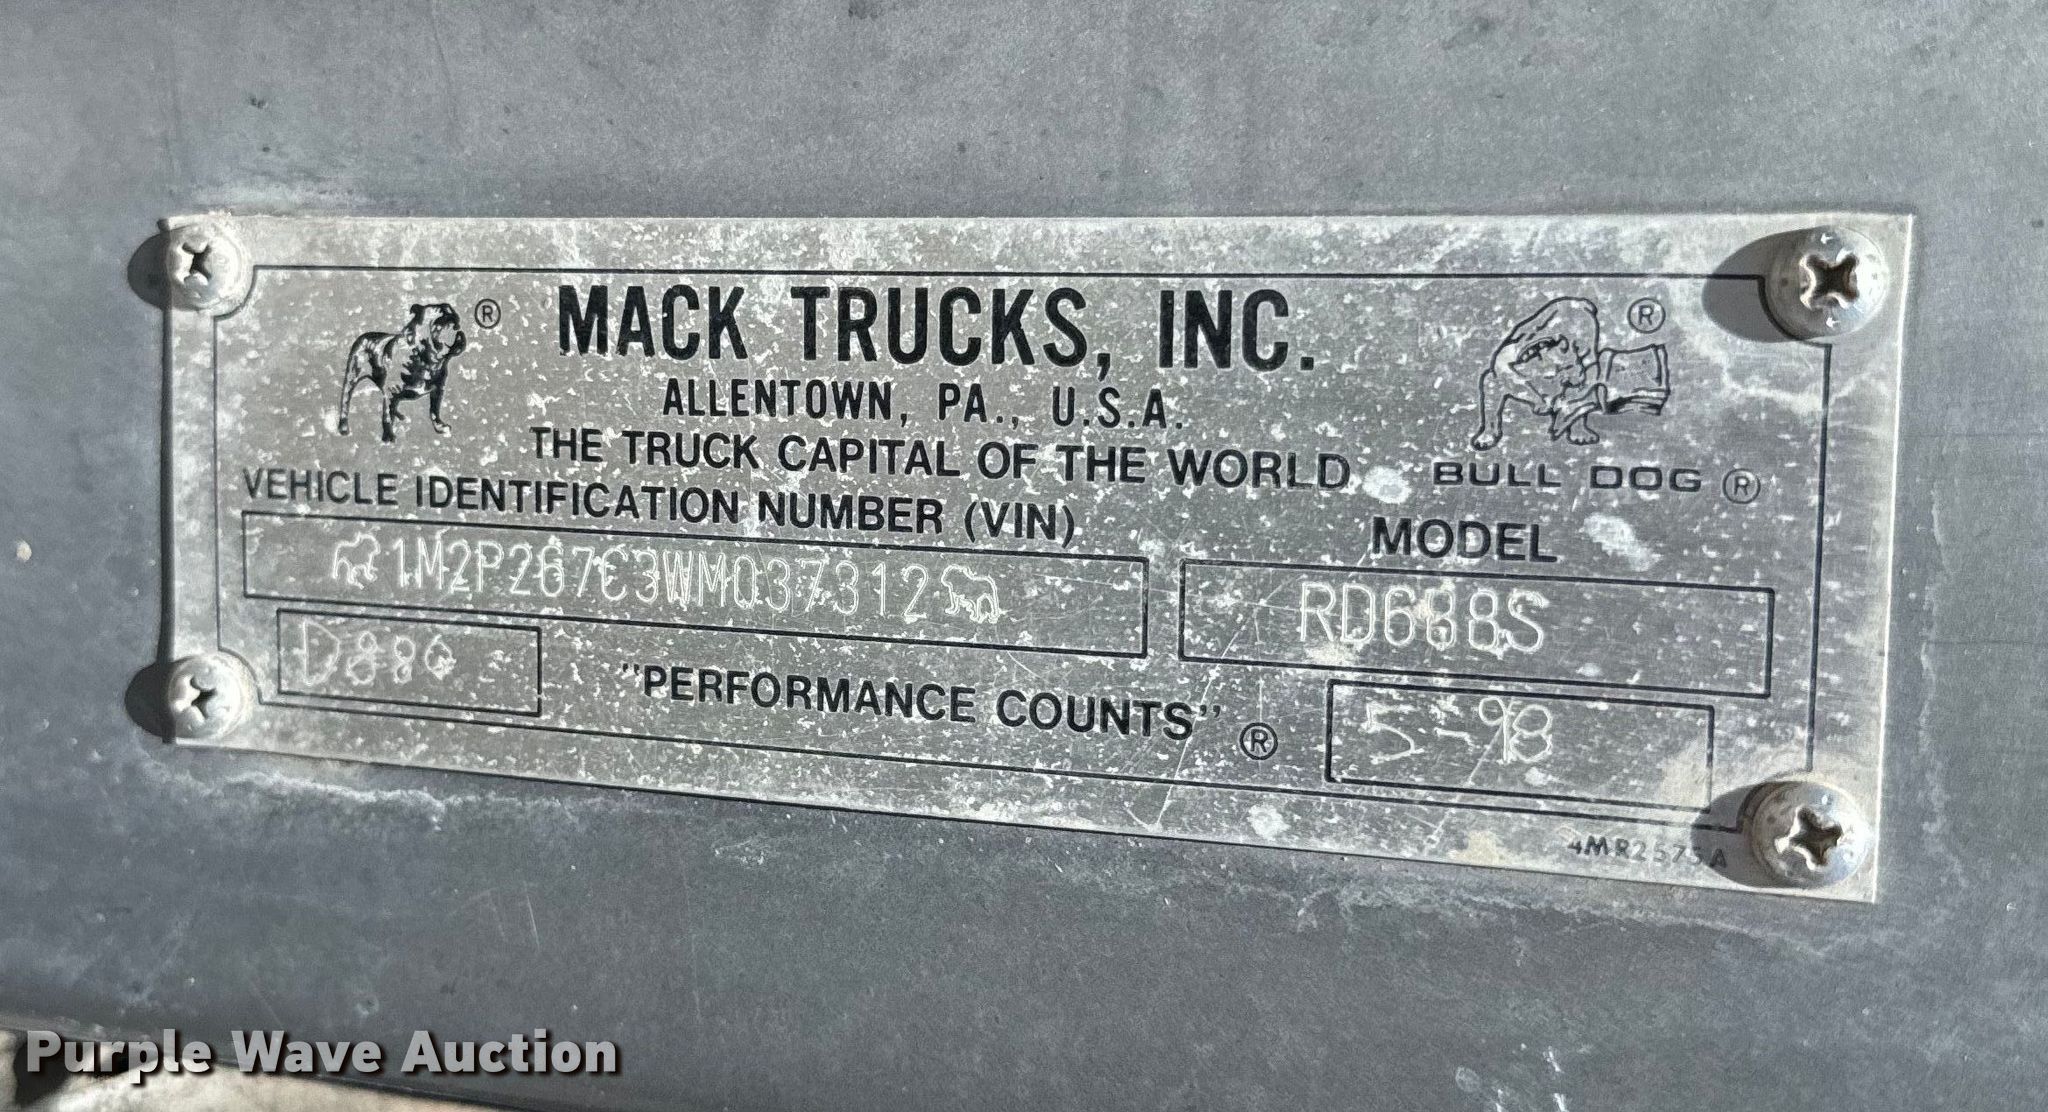 ®
MACK TRUCKS, INC.
®
ALLENTOWN, PA., U.S.A.
THE TRUCK CAPITAL OF THE WORLD
BULL DOG ®
VEHICLE IDENTIFICATION NUMBER (VIN)
MODEL
1M2P267C3WM037312
RD688S
D886
"PERFORMANCE COUNTS" ®
5-98
4MR2575A
Purple Wave Auction